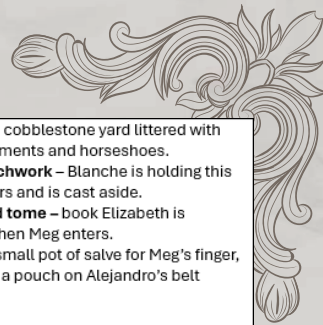 cobblestone yard littered with
ments and horseshoes.
chwork – Blanche is holding this
rs and is cast aside.
tome – book Elizabeth is
hen Meg enters.
small pot of salve for Meg's finger,
a pouch on Alejandro's belt